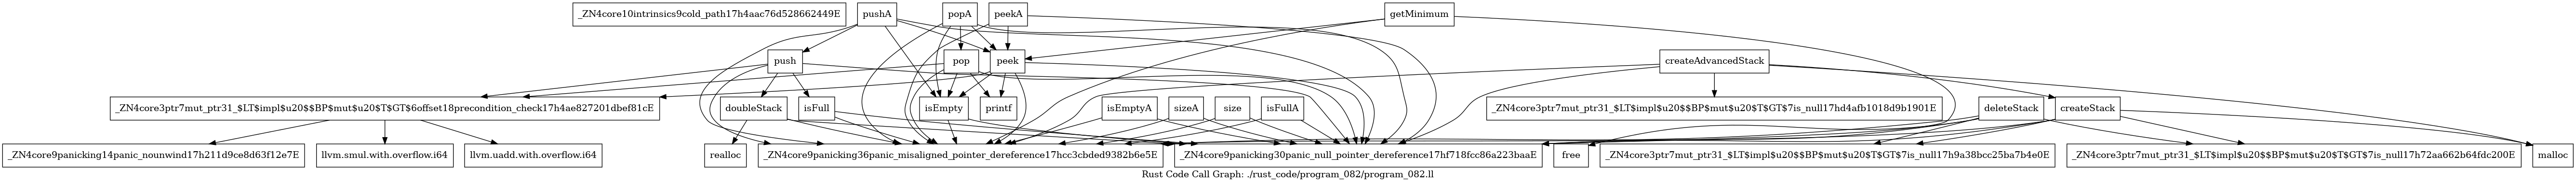 _ZN4core10intrinsics9cold_path17h4aac76d528662449E
pushA
popA
peekA
getMinimum
push
pop
peek
createAdvancedStack
_ZN4core3ptr7mut_ptr31_$LT$impl$u20$$BP$mut$u20$T$GT$6offset18precondition_check17h4ae827201dbef81cE
doubleStack
isFull
isEmpty
printf
isEmptyA
sizeA
size
isFullA
_ZN4core3ptr7mut_ptr31_$LT$impl$u20$$BP$mut$u20$T$GT$7is_null17hd4afb1018d9b1901E
deleteStack
createStack
_ZN4core9panicking14panic_nounwind17h211d9ce8d63f12e7E
llvm.smul.with.overflow.i64
llvm.uadd.with.overflow.i64
realloc
_ZN4core9panicking36panic_misaligned_pointer_dereference17hcc3cbded9382b6e5E
_ZN4core9panicking30panic_null_pointer_dereference17hf718fcc86a223baaE
free
_ZN4core3ptr7mut_ptr31_$LT$impl$u20$$BP$mut$u20$T$GT$7is_null17h9a38bcc25ba7b4e0E
_ZN4core3ptr7mut_ptr31_$LT$impl$u20$$BP$mut$u20$T$GT$7is_null17h72aa662b64fdc200E
malloc
Rust Code Call Graph: ./rust_code/program_082/program_082.ll